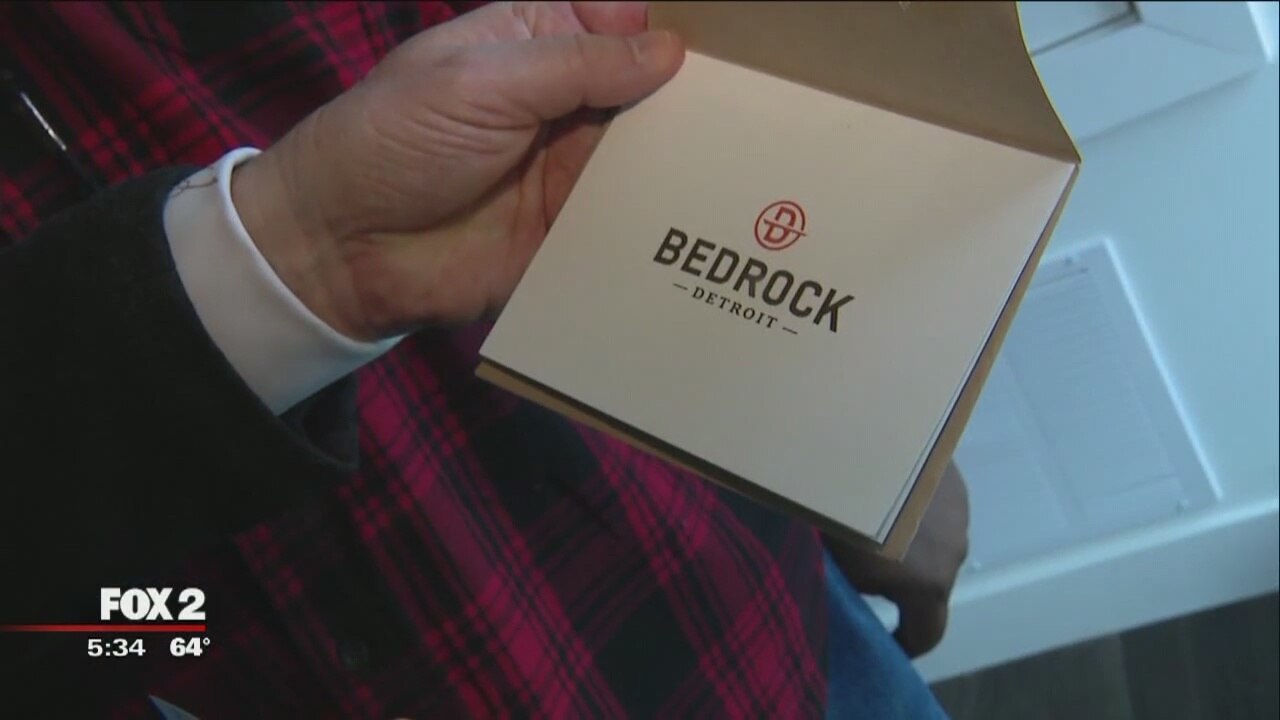 D
BEDROCK
— DETROIT —
FOX 2
5:34 64°